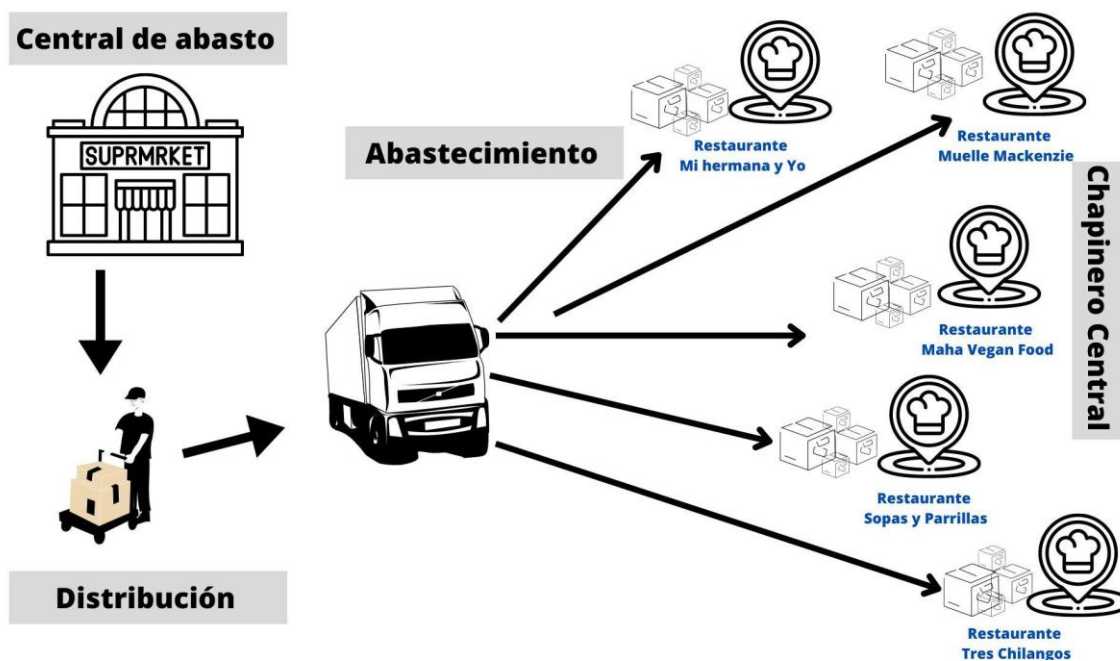 Central de abasto
SUPRMRKET
Distribución
Abastecimiento
Restaurante
Mi hermana y Yo
Restaurante
Muelle Mackenzie
Restaurante
Maha Vegan Food
Restaurante
Sopas y Parrillas
Restaurante
Tres Chilangos
Chapinero Central